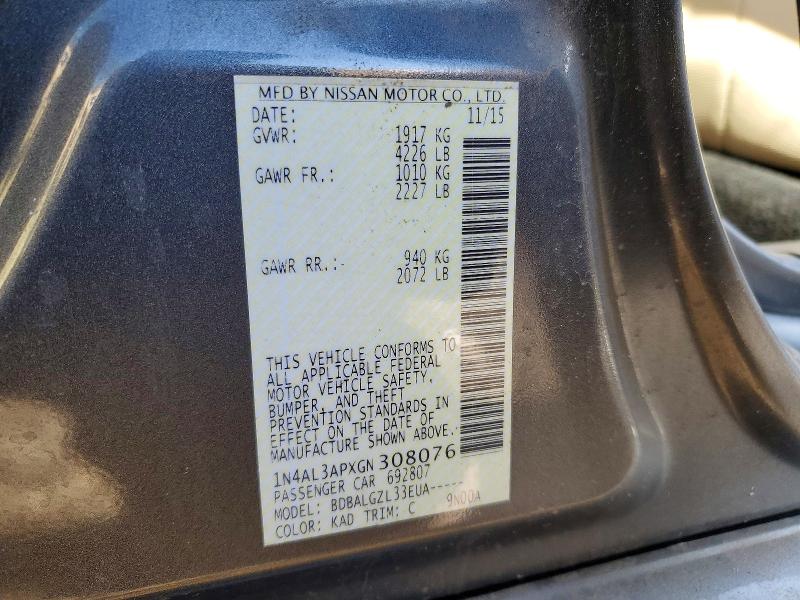 MFD BY NISSAN MOTOR CO., LTD.
DATE: 11/15
GVWR: 1917 KG
4226 LB
GAWR FR.: 1010 KG
2227 LB
GAWR RR.:- 940 KG
2072 LB
THIS VEHICLE CONFORMS TO
ALL APPLICABLE FEDERAL
MOTOR VEHICLE SAFETY,
BUMPER, AND THEFT
PREVENTION STANDARDS IN
EFFECT ON THE DATE OF
MANUFACTURE SHOWN ABOVE.
1N4AL3APXGN308076
PASSENGER CAR 692807
MODEL: BDBALGZL33EUA-----
COLOR: KAD TRIM: C 9N00A